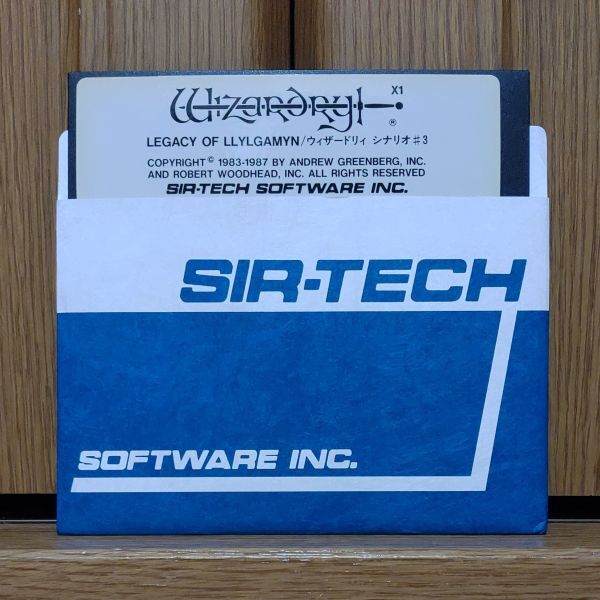 Wizardry
X1
®
LEGACY OF LLYLGAMYN/ウィザードリィ シナリオ#3
COPYRIGHT© 1983-1987 BY ANDREW GREENBERG, INC.
AND ROBERT WOODHEAD, INC. ALL RIGHTS RESERVED
SIR-TECH SOFTWARE INC.
SIR-TECH
SOFTWARE INC.